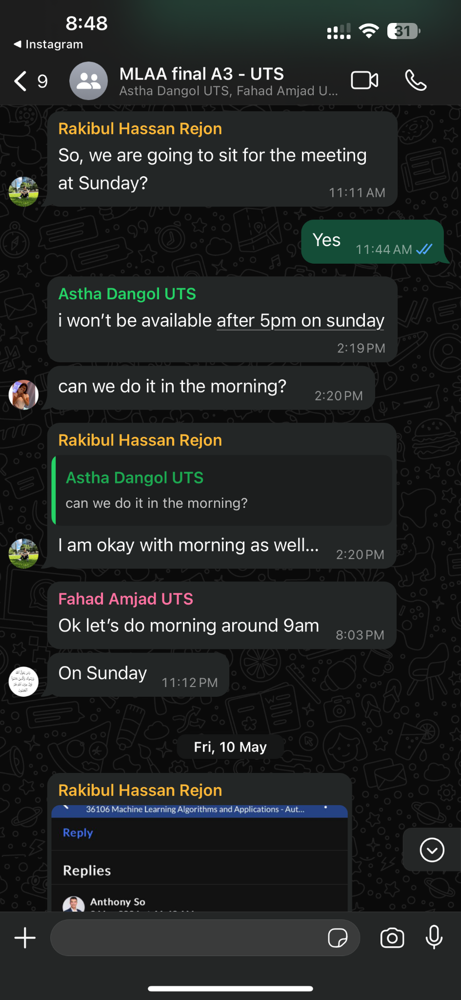 8:48
31
◀ Instagram
9
MLAA final A3 - UTS
Astha Dangol UTS, Fahad Amjad U...
Rakibul Hassan Rejon
So, we are going to sit for the meeting
at Sunday?
11:11 AM
Yes
11:44 AM
Astha Dangol UTS
i won't be available after 5pm on sunday
2:19 PM
can we do it in the morning?
2:20 PM
Rakibul Hassan Rejon
Astha Dangol UTS
can we do it in the morning?
I am okay with morning as well...
2:20 PM
Fahad Amjad UTS
Ok let's do morning around 9am
8:03 PM
On Sunday
11:12 PM
Fri, 10 May
Rakibul Hassan Rejon
36106 Machine Learning Algorithms and Applications - Aut...
Reply
Replies
Anthony So